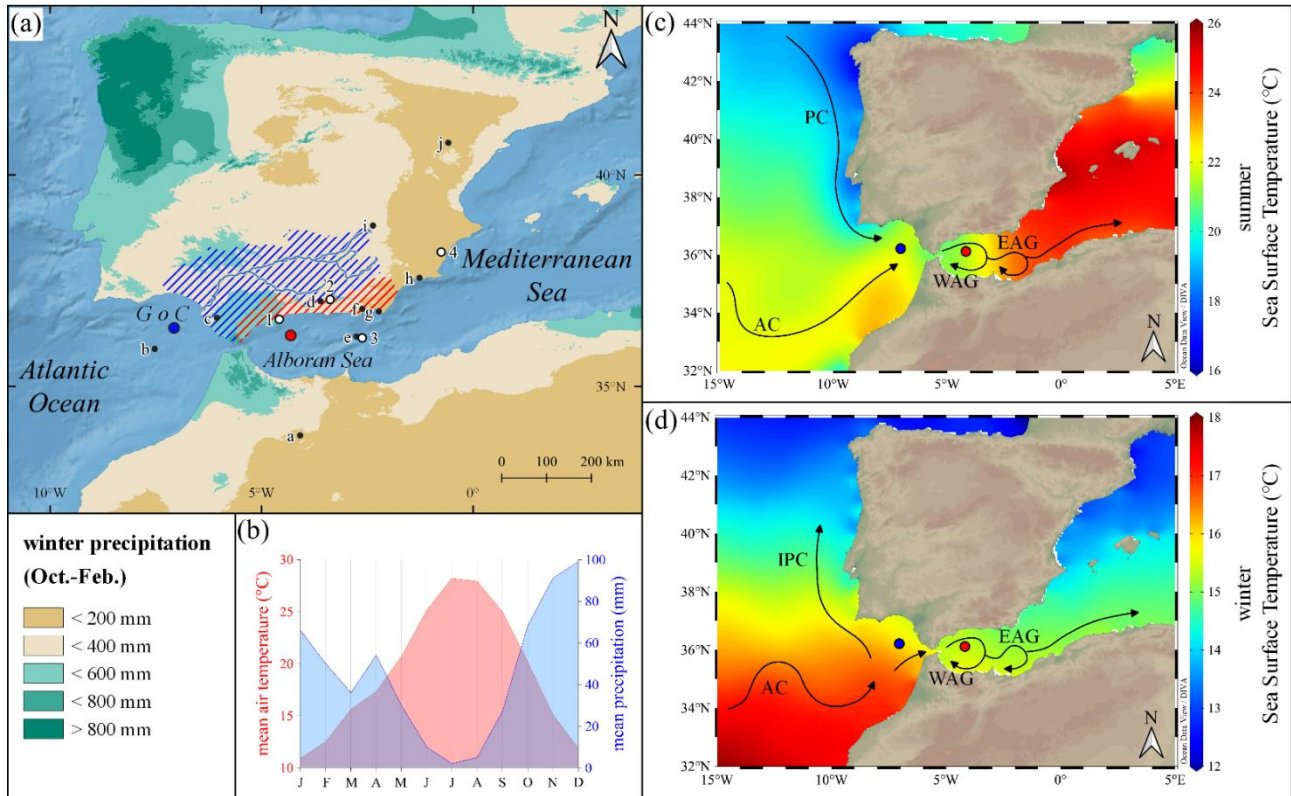 (a)
N
j
40°N
i
4
Mediterranean
Sea
h
2
d
f
g
1
c
G o C
e
3
b
Alboran Sea
Atlantic
Ocean
35°N
a
0 100 200 km
10°W
5°W
0°
winter precipitation
(Oct.-Feb.)
< 200 mm
< 400 mm
< 600 mm
< 800 mm
> 800 mm
(b)
mean air temperature (°C)
30
25
20
15
10
J F M A M J J A S O N D
100
80
60
40
20
0
mean precipitation (mm)
(c)
44°N
42°N
40°N
38°N
36°N
34°N
32°N
PC
AC
EAG
WAG
N
15°W 10°W 5°W 0° 5°E
Ocean Data View / DIVA
26
24
22
20
18
16
summer
Sea Surface Temperature (°C)
(d)
44°N
42°N
40°N
38°N
36°N
34°N
32°N
IPC
AC
EAG
WAG
N
15°W 10°W 5°W 0° 5°E
Ocean Data View / DIVA
18
17
16
15
14
13
12
winter
Sea Surface Temperature (°C)